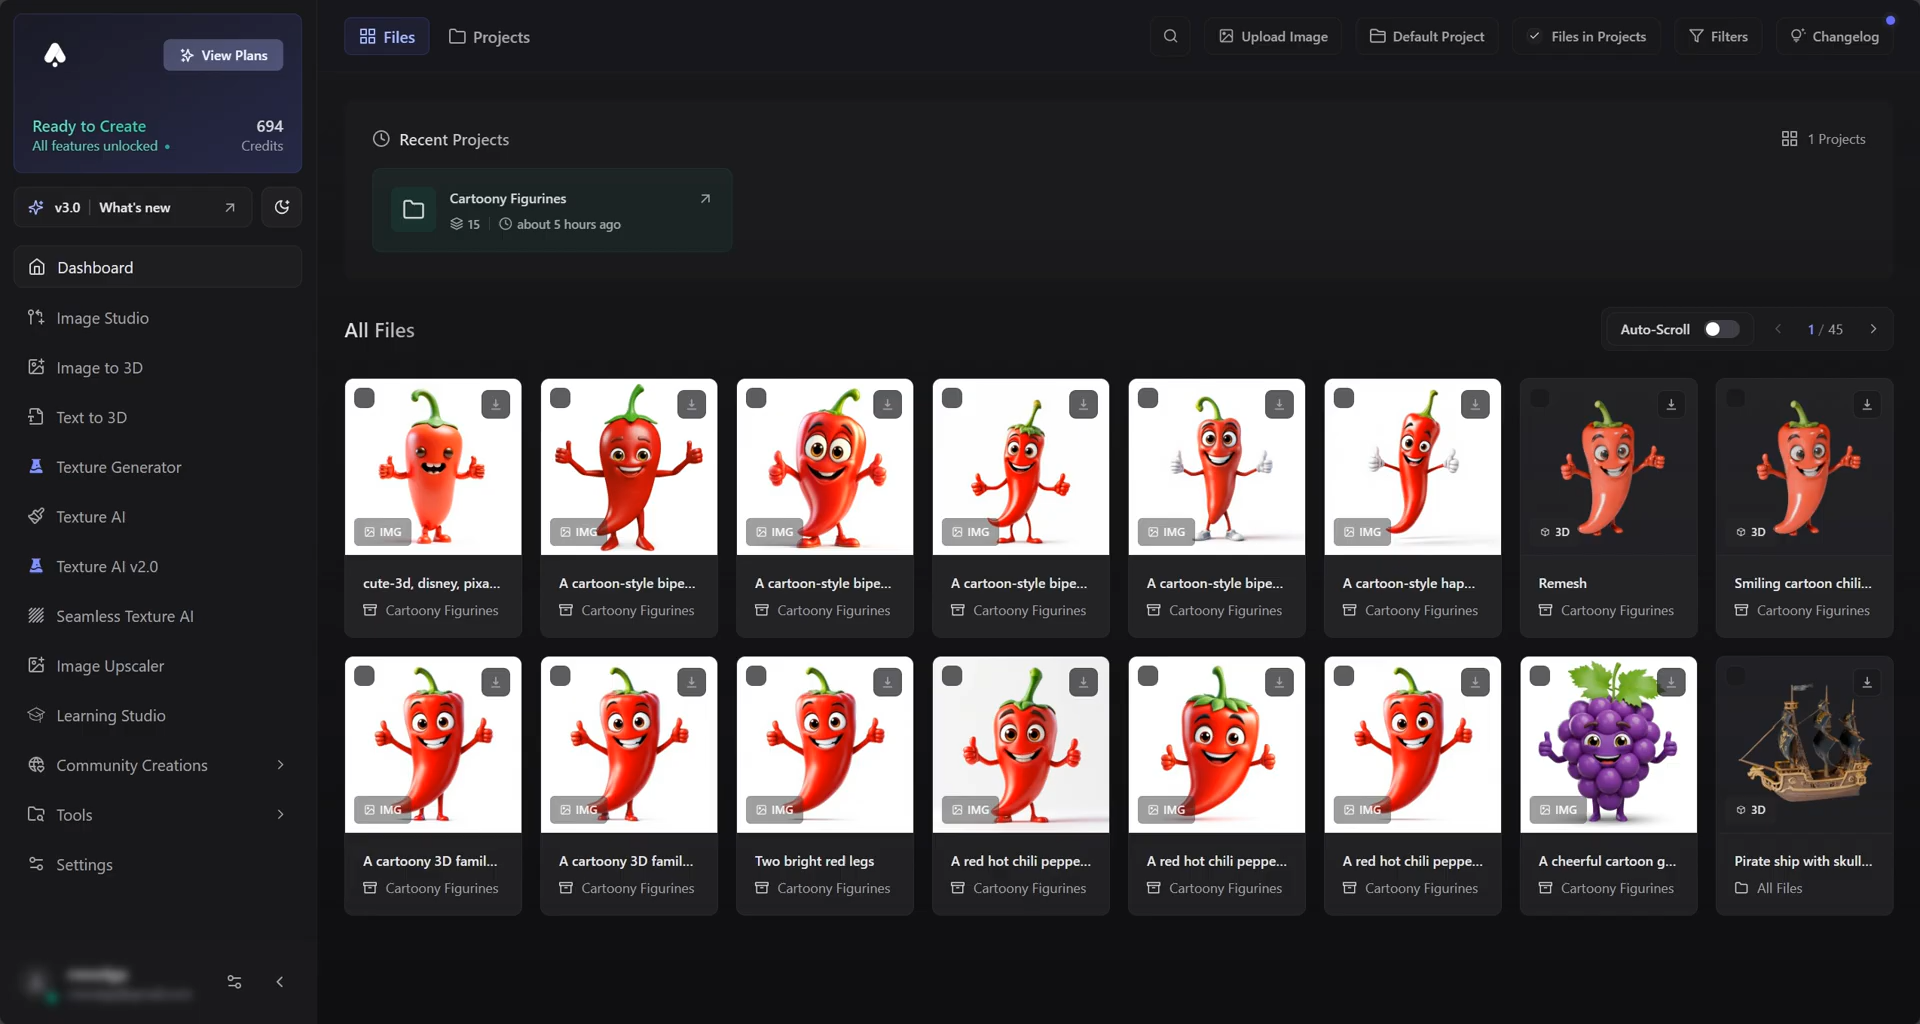 View Plans
Ready to Create
694
All features unlocked
Credits
v3.0
What's new
Dashboard
Image Studio
Image to 3D
Text to 3D
Texture Generator
Texture AI
Texture AI v2.0
Seamless Texture AI
Image Upscaler
Learning Studio
Community Creations
Tools
Settings
Files
Projects
Upload Image
Default Project
Files in Projects
Filters
Changelog
Recent Projects
1 Projects
Cartoony Figurines
15
about 5 hours ago
All Files
Auto-Scroll
1 / 45
IMG
IMG
IMG
IMG
IMG
IMG
3D
3D
cute-3d, disney, pixa...
A cartoon-style bipe...
A cartoon-style bipe...
A cartoon-style bipe...
A cartoon-style bipe...
A cartoon-style hap...
Remesh
Smiling cartoon chili...
Cartoony Figurines
Cartoony Figurines
Cartoony Figurines
Cartoony Figurines
Cartoony Figurines
Cartoony Figurines
Cartoony Figurines
Cartoony Figurines
IMG
IMG
IMG
IMG
IMG
IMG
IMG
3D
A cartoony 3D famil...
A cartoony 3D famil...
Two bright red legs
A red hot chili peppe...
A red hot chili peppe...
A red hot chili peppe...
A cheerful cartoon g...
Pirate ship with skull...
Cartoony Figurines
Cartoony Figurines
Cartoony Figurines
Cartoony Figurines
Cartoony Figurines
Cartoony Figurines
Cartoony Figurines
All Files